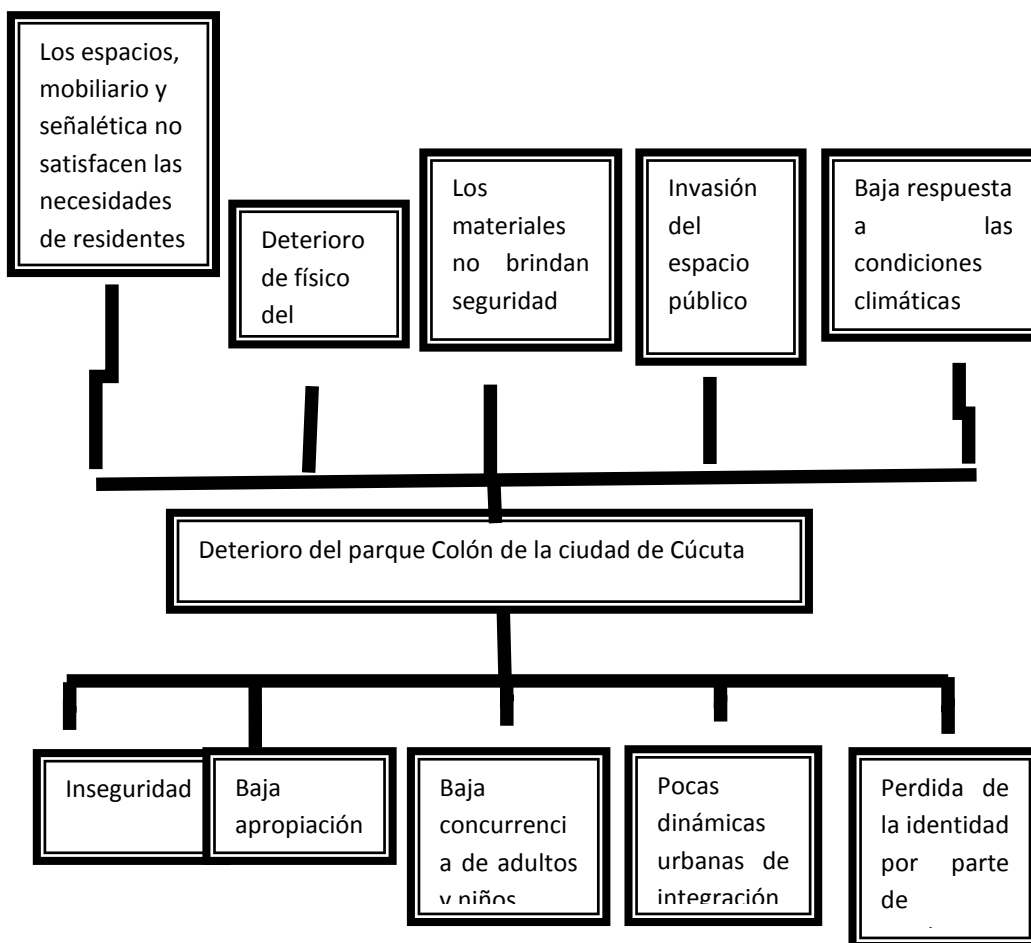 Los espacios,
mobiliario y
señalética no
satisfacen las
necesidades
de residentes
Deterioro
de físico
del
Los
materiales
no brindan
seguridad
Invasión
del
espacio
público
Baja respuesta
a las
condiciones
climáticas
Deterioro del parque Colón de la ciudad de Cúcuta
Inseguridad
Baja
apropiación
Baja
concurrenci
a de adultos
y niños
Pocas
dinámicas
urbanas de
integración
Perdida de
la identidad
por parte
de